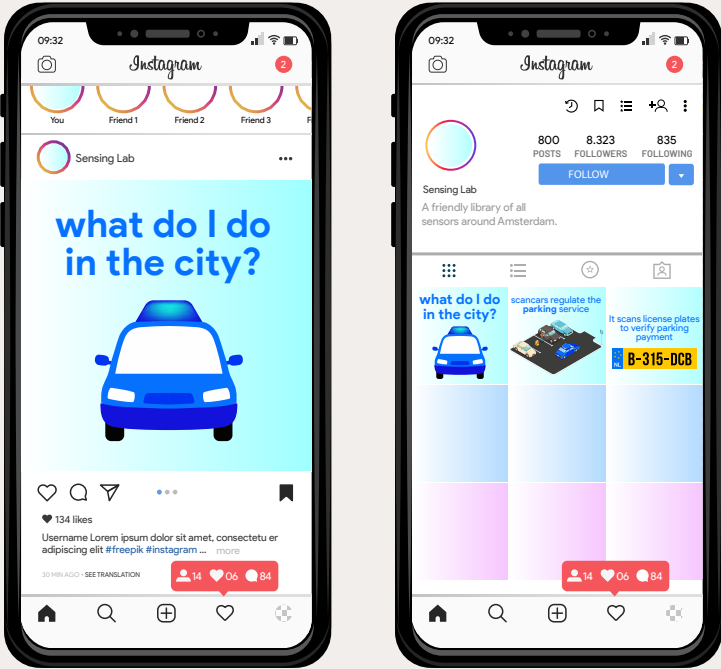 09:32
Instagram
2
You
Friend 1
Friend 2
Friend 3
F
Sensing Lab
what do I do
in the city?
134 likes
Username Lorem ipsum dolor sit amet, consectetu er
adipiscing elit #freepik #instagram ... more
30 MIN AGO • SEE TRANSLATION
14 06 84
09:32
Instagram
2
800 8.323 835
POSTS FOLLOWERS FOLLOWING
FOLLOW
Sensing Lab
A friendly library of all
sensors around Amsterdam.
what do I do
in the city?
scancars regulate the
parking service
It scans license plates
to verify parking
payment
NL B-315-DCB
14 06 84